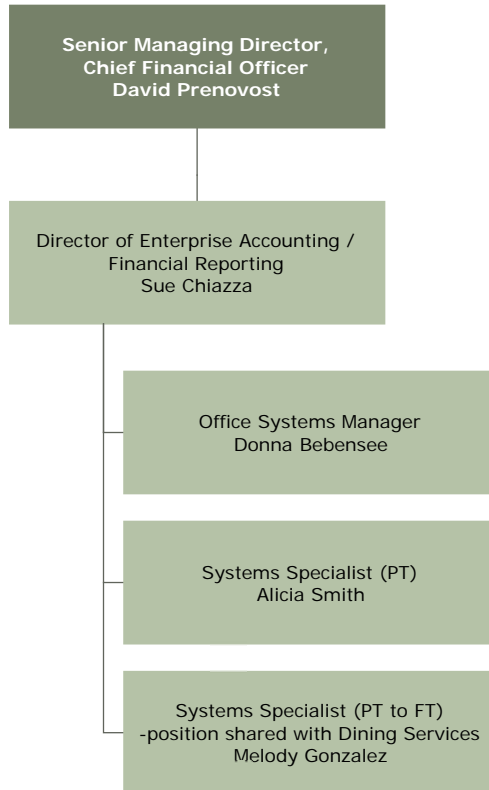 Senior Managing Director,
Chief Financial Officer
David Prenovost
Director of Enterprise Accounting /
Financial Reporting
Sue Chiazza
Office Systems Manager
Donna Bebensee
Systems Specialist (PT)
Alicia Smith
Systems Specialist (PT to FT)
-position shared with Dining Services
Melody Gonzalez